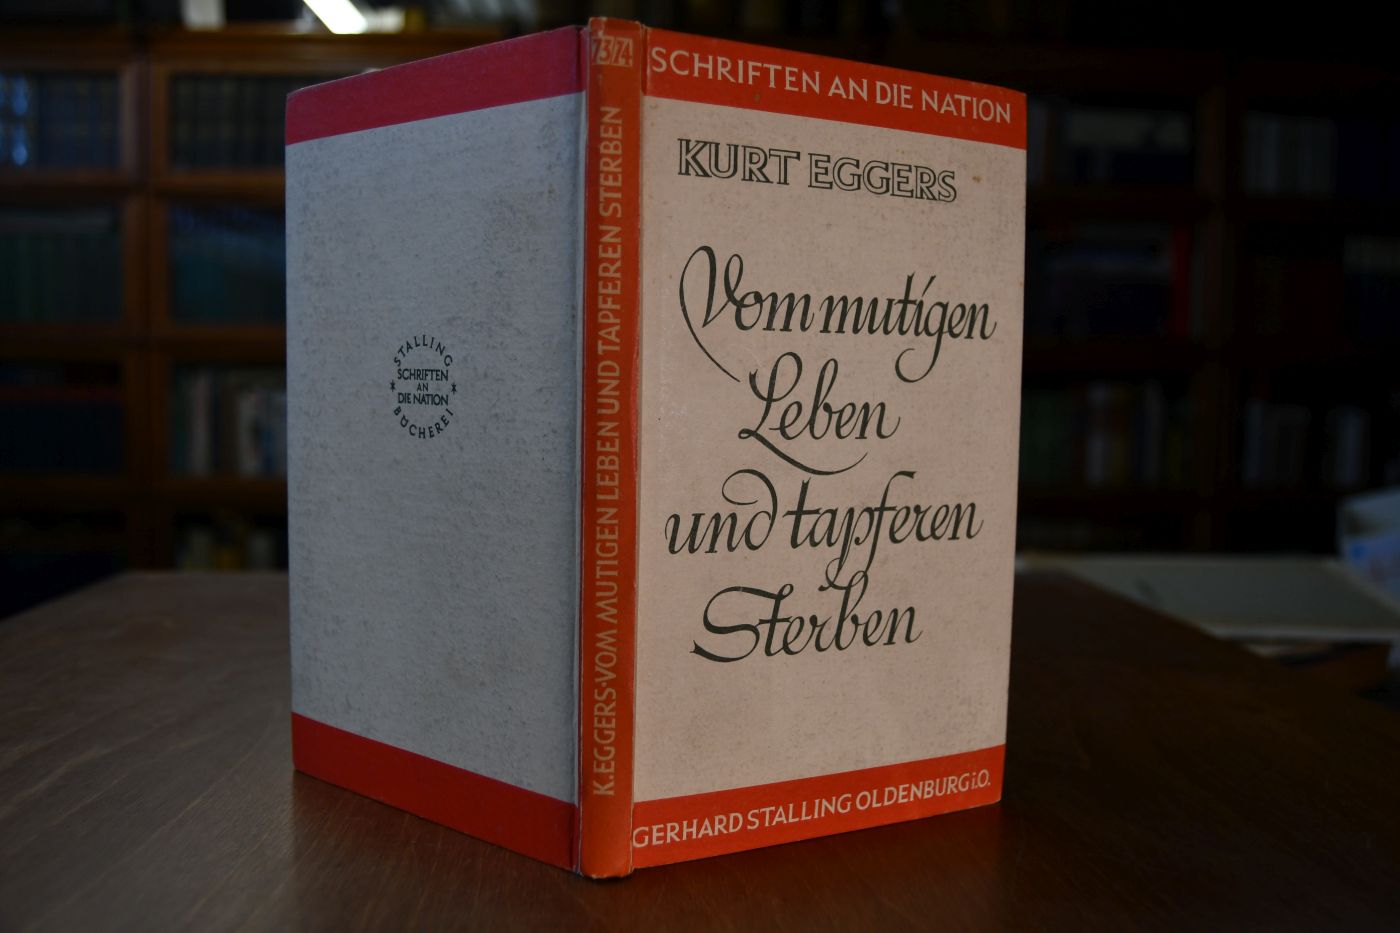 STALLING
SCHRIFTEN
AN
DIE NATION
BÜCHEREI
73/74
K. EGGERS·VOM MUTIGEN LEBEN UND TAPFEREN STERBEN
SCHRIFTEN AN DIE NATION
KURT EGGERS
Vom mutigen
Leben
und tapferen
Sterben
GERHARD STALLING OLDENBURG i.O.